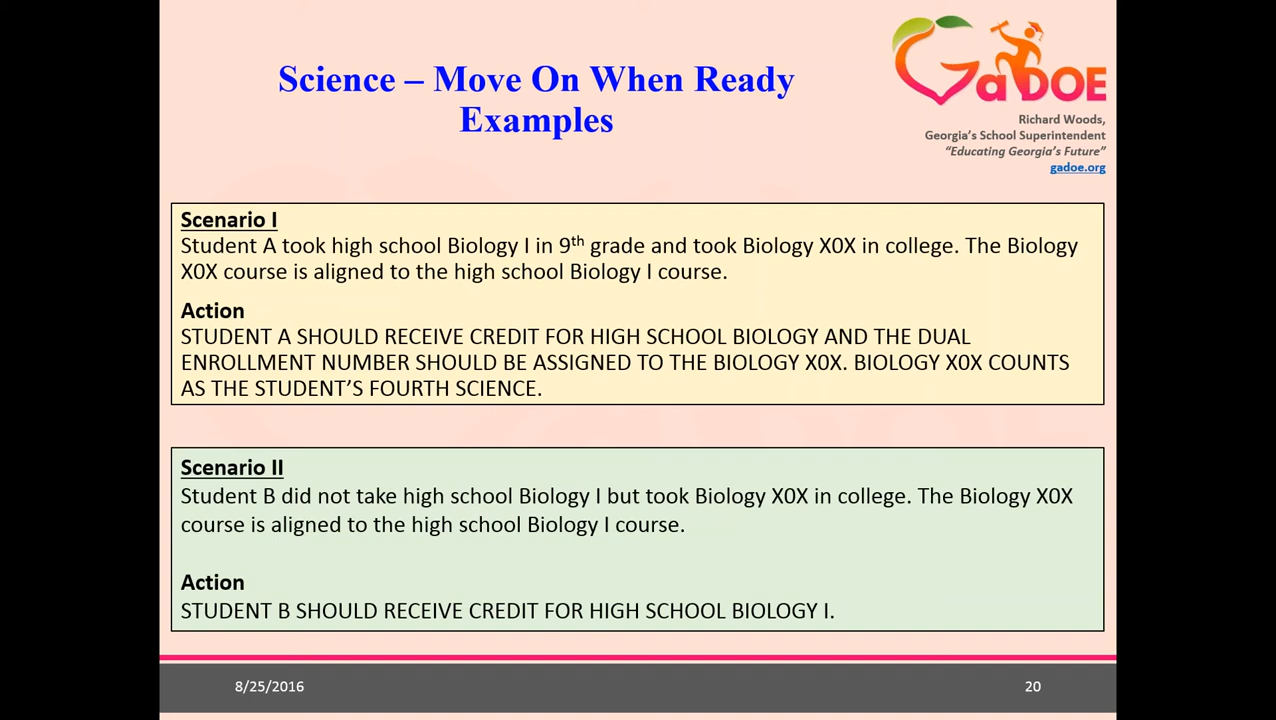 Science – Move On When Ready
Examples
GaDOE
Richard Woods,
Georgia's School Superintendent
“Educating Georgia's Future”
gadoe.org
Scenario I
Student A took high school Biology I in 9th grade and took Biology X0X in college. The Biology
X0X course is aligned to the high school Biology I course.
Action
STUDENT A SHOULD RECEIVE CREDIT FOR HIGH SCHOOL BIOLOGY AND THE DUAL
ENROLLMENT NUMBER SHOULD BE ASSIGNED TO THE BIOLOGY X0X. BIOLOGY X0X COUNTS
AS THE STUDENT’S FOURTH SCIENCE.
Scenario II
Student B did not take high school Biology I but took Biology X0X in college. The Biology X0X
course is aligned to the high school Biology I course.
Action
STUDENT B SHOULD RECEIVE CREDIT FOR HIGH SCHOOL BIOLOGY I.
8/25/2016
20